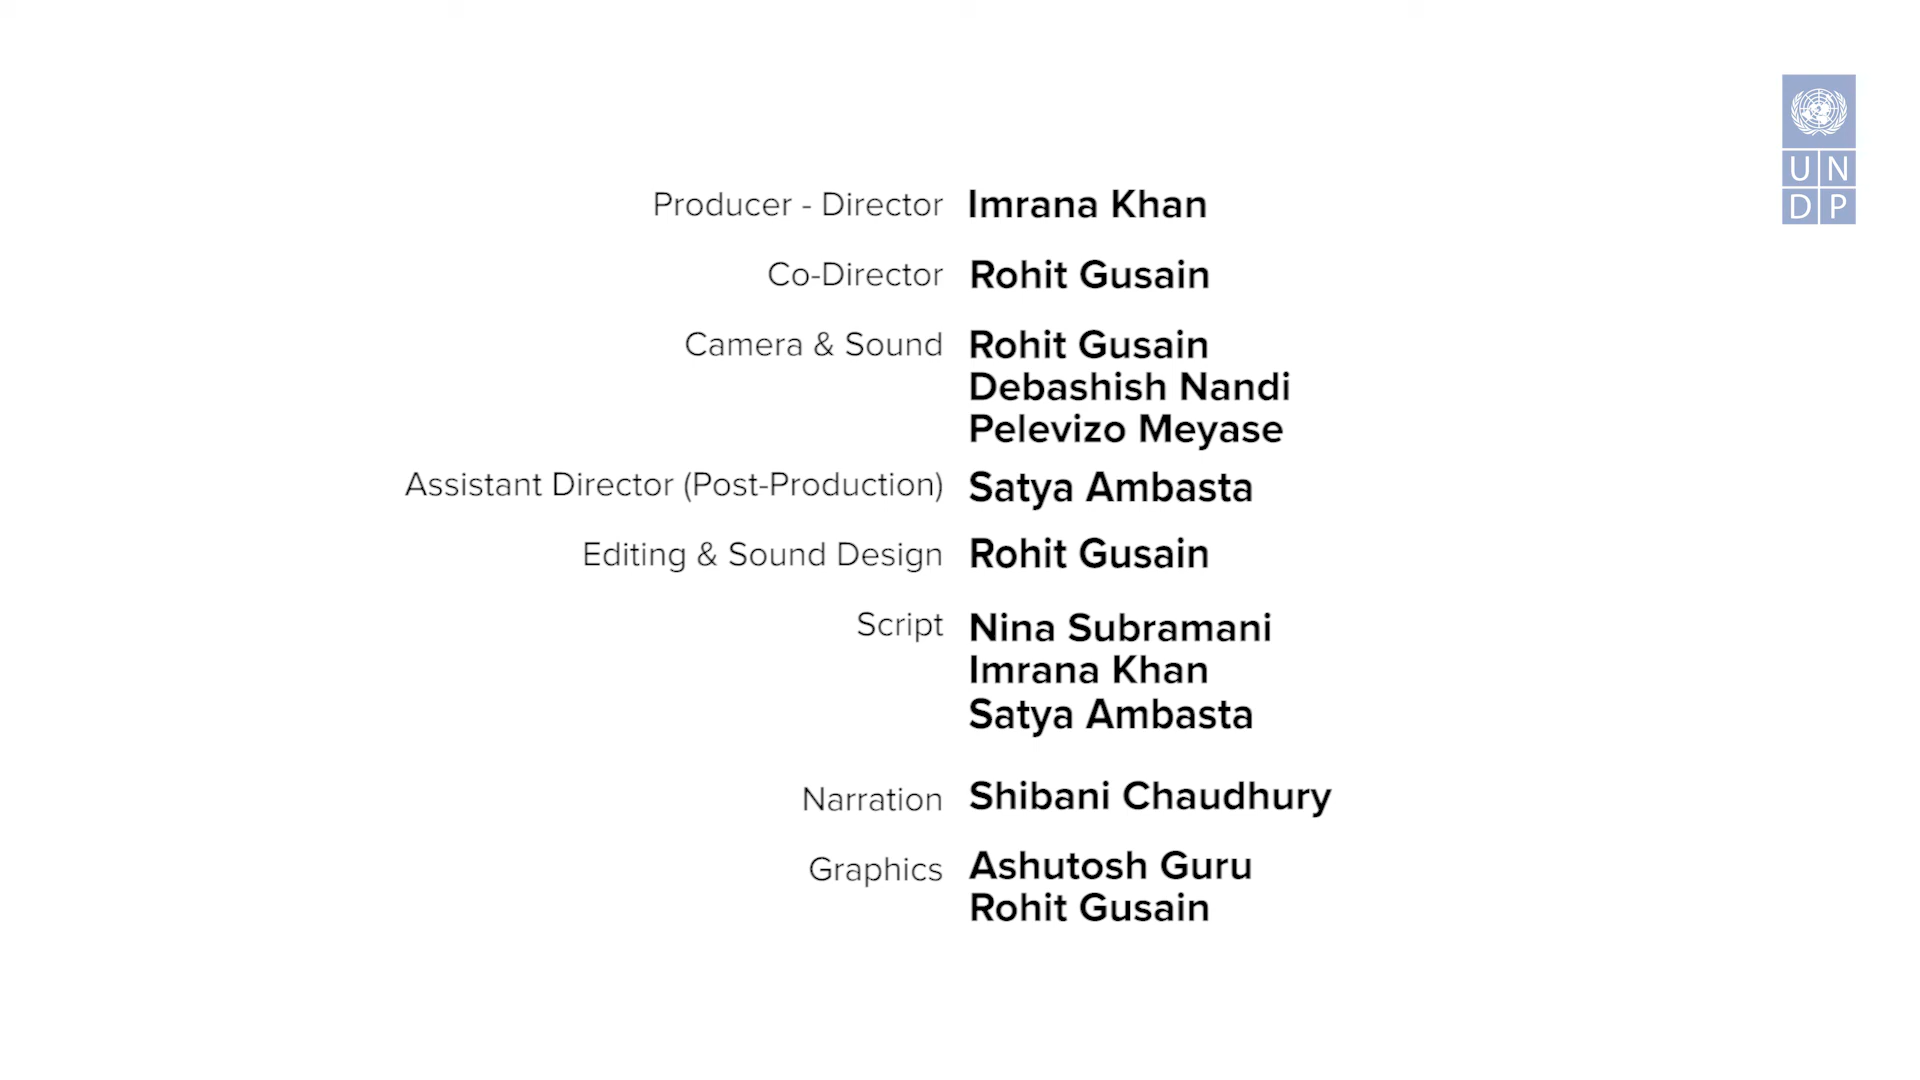 Producer - Director Imrana Khan
Co-Director Rohit Gusain
Camera & Sound Rohit Gusain
Debashish Nandi
Pelevizo Meyase
Assistant Director (Post-Production) Satya Ambasta
Editing & Sound Design Rohit Gusain
Script Nina Subramani
Imrana Khan
Satya Ambasta
Narration Shibani Chaudhury
Graphics Ashutosh Guru
Rohit Gusain
U N
D P